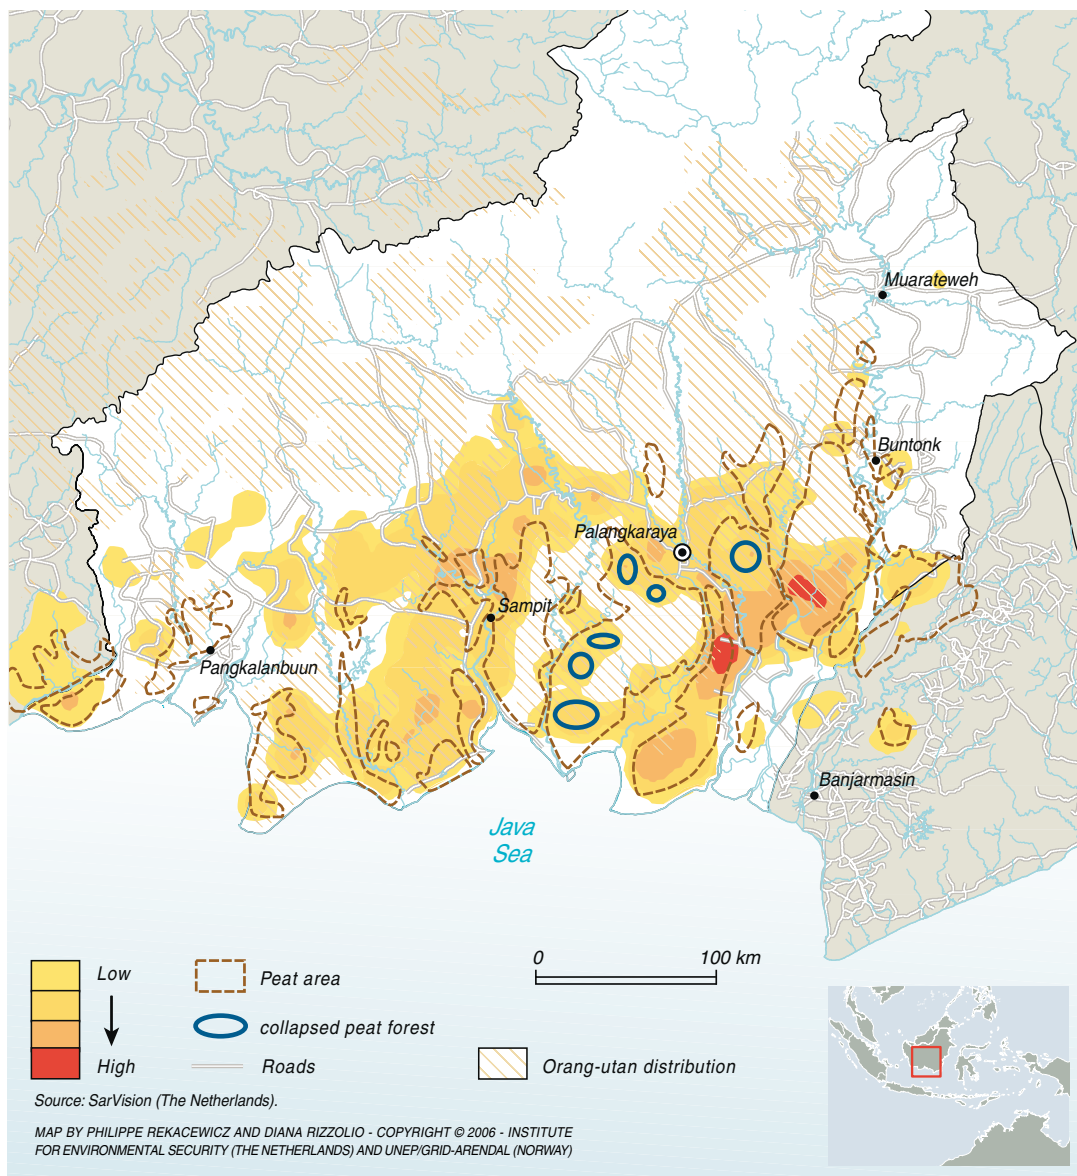 Muarateweh
Buntonk
Palangkaraya
Sampit
Pangkalanbuun
Banjarmasin
Java
Sea
0 100 km
Low
High
Peat area
collapsed peat forest
Roads
Orang-utan distribution
Source: SarVision (The Netherlands).
MAP BY PHILIPPE REKACEWICZ AND DIANA RIZZOLIO - COPYRIGHT © 2006 - INSTITUTE
FOR ENVIRONMENTAL SECURITY (THE NETHERLANDS) AND UNEP/GRID-ARENDAL (NORWAY)